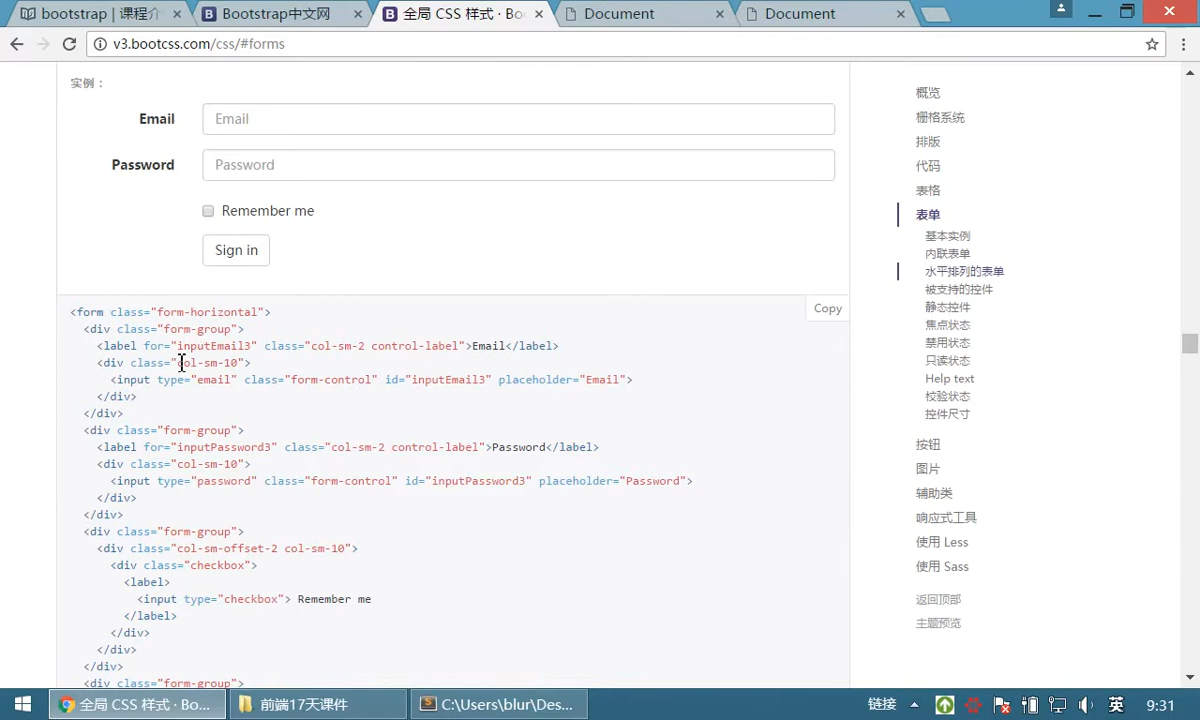 bootstrap | 课程介
Bootstrap中文网
全局 CSS 样式 · Bo
Document
Document
v3.bootcss.com/css/#forms
实例：
Email
Email
Password
Password
Remember me
Sign in
Copy
<form class="form-horizontal">
<div class="form-group">
<label for="inputEmail3" class="col-sm-2 control-label">Email</label>
<div class="col-sm-10">
<input type="email" class="form-control" id="inputEmail3" placeholder="Email">
</div>
</div>
<div class="form-group">
<label for="inputPassword3" class="col-sm-2 control-label">Password</label>
<div class="col-sm-10">
<input type="password" class="form-control" id="inputPassword3" placeholder="Password">
</div>
</div>
<div class="form-group">
<div class="col-sm-offset-2 col-sm-10">
<div class="checkbox">
<label>
<input type="checkbox"> Remember me
</label>
</div>
</div>
</div>
<div class="form-group">
概览
栅格系统
排版
代码
表格
表单
基本实例
内联表单
水平排列的表单
被支持的控件
静态控件
焦点状态
禁用状态
只读状态
Help text
校验状态
控件尺寸
按钮
图片
辅助类
响应式工具
使用 Less
使用 Sass
返回顶部
主题预览
全局 CSS 样式 · Bo...
前端17天课件
C:\Users\blur\Des...
链接
英
9:31